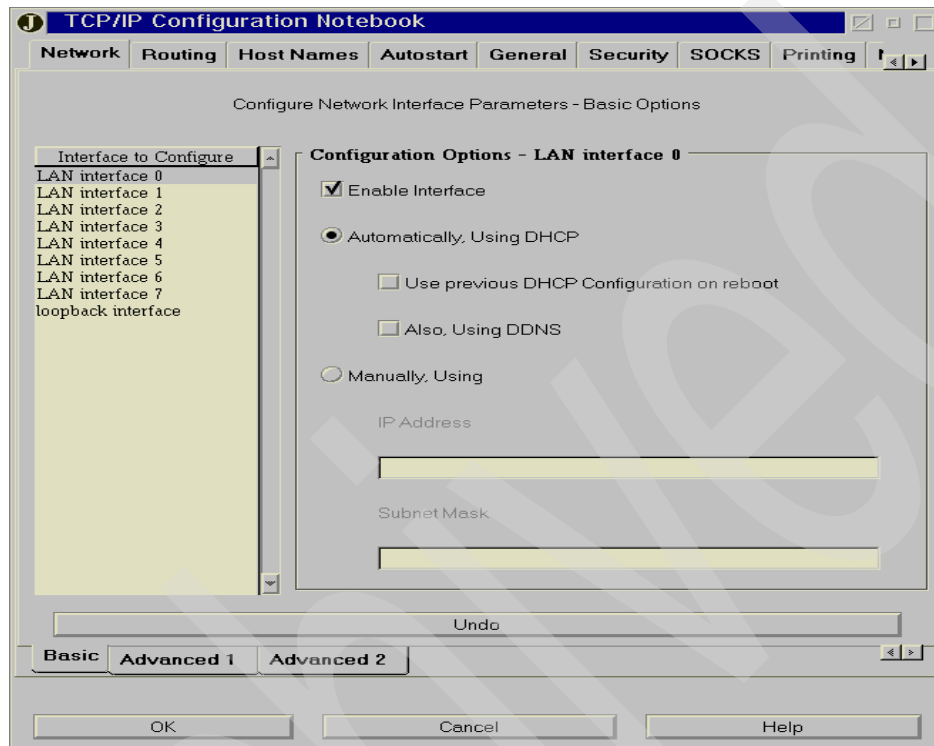 J TCP/IP Configuration Notebook
Network Routing Host Names Autostart General Security SOCKS Printing
Configure Network Interface Parameters - Basic Options
Interface to Configure
LAN interface 0
LAN interface 1
LAN interface 2
LAN interface 3
LAN interface 4
LAN interface 5
LAN interface 6
LAN interface 7
loopback interface
Configuration Options - LAN interface 0
Enable Interface
Automatically, Using DHCP
Use previous DHCP Configuration on reboot
Also, Using DDNS
Manually, Using
IP Address
Subnet Mask
Undo
Basic Advanced 1 Advanced 2
OK Cancel Help